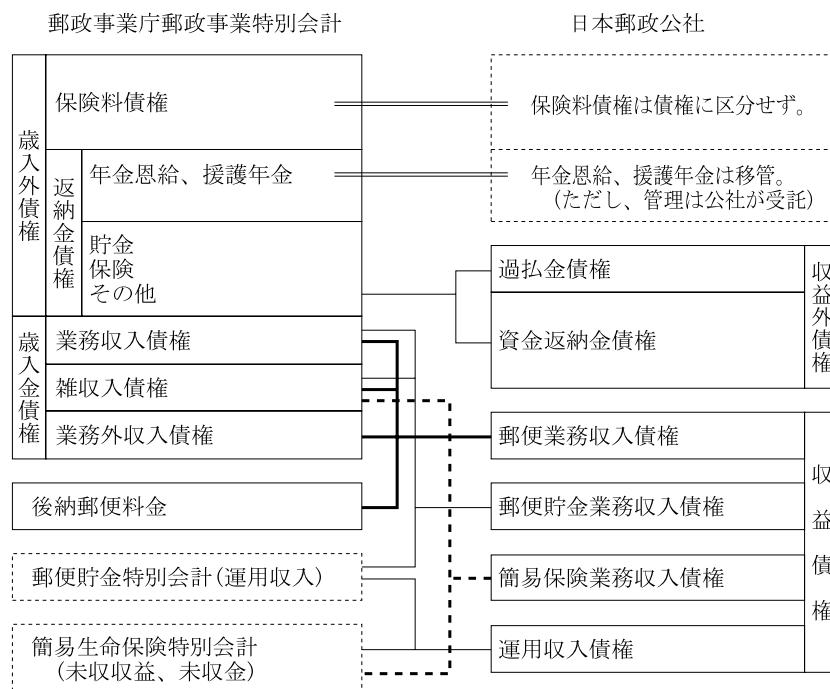 郵政事業庁郵政事業特別会計
歳入外債権
保険料債権
返納金債権
年金恩給、援護年金
貯金
保険
その他
歳入金債権
業務収入債権
雑収入債権
業務外収入債権
後納郵便料金
郵便貯金特別会計(運用収入)
簡易生命保険特別会計
(未収収益、未収金)
日本郵政公社
保険料債権は債権に区分せず。
年金恩給、援護年金は移管。
(ただし、管理は公社が受託)
過払金債権
資金返納金債権
収益外債権
郵便業務収入債権
郵便貯金業務収入債権
簡易保険業務収入債権
運用収入債権
収益債権